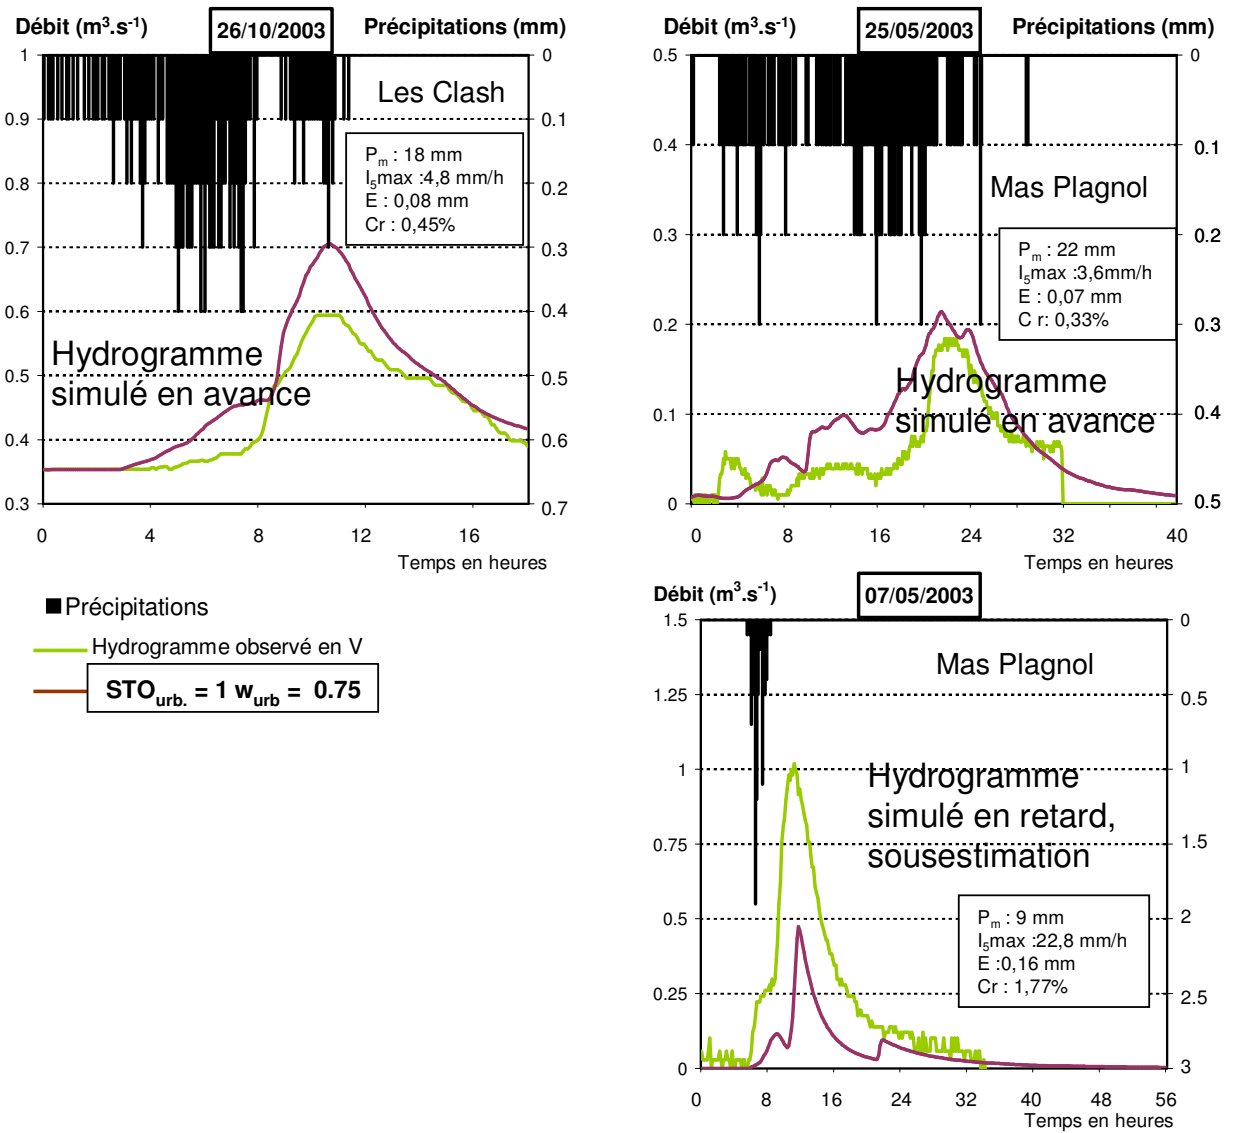 Débit (m³.s⁻¹) 26/10/2003 Précipitations (mm)
1 0
Les Clash
0.9 0.1
Pm : 18 mm
I5max :4,8 mm/h
E : 0,08 mm
Cr : 0,45%
0.8 0.2
0.7 0.3
0.6 0.4
Hydrogramme
simulé en avance
0.5 0.5
0.4 0.6
0.3 0.7
0 4 8 12 16
Temps en heures
Débit (m³.s⁻¹) 25/05/2003 Précipitations (mm)
0.5 0
0.4 0.1
Mas Plagnol
0.3 0.2
Pm : 22 mm
I5max :3,6mm/h
E : 0,07 mm
C r: 0,33%
0.2 0.3
Hydrogramme
simulé en avance
0.1 0.4
0 0.5
0 8 16 24 32 40
Temps en heures
Précipitations
Hydrogramme observé en V
STOurb. = 1 wurb = 0.75
Débit (m³.s⁻¹) 07/05/2003
1.5 0
Mas Plagnol
1.25 0.5
1 1
Hydrogramme
simulé en retard,
sousestimation
0.75 1.5
0.5 2
Pm : 9 mm
I5max :22,8 mm/h
E :0,16 mm
Cr : 1,77%
0.25 2.5
0 3
0 8 16 24 32 40 48 56
Temps en heures